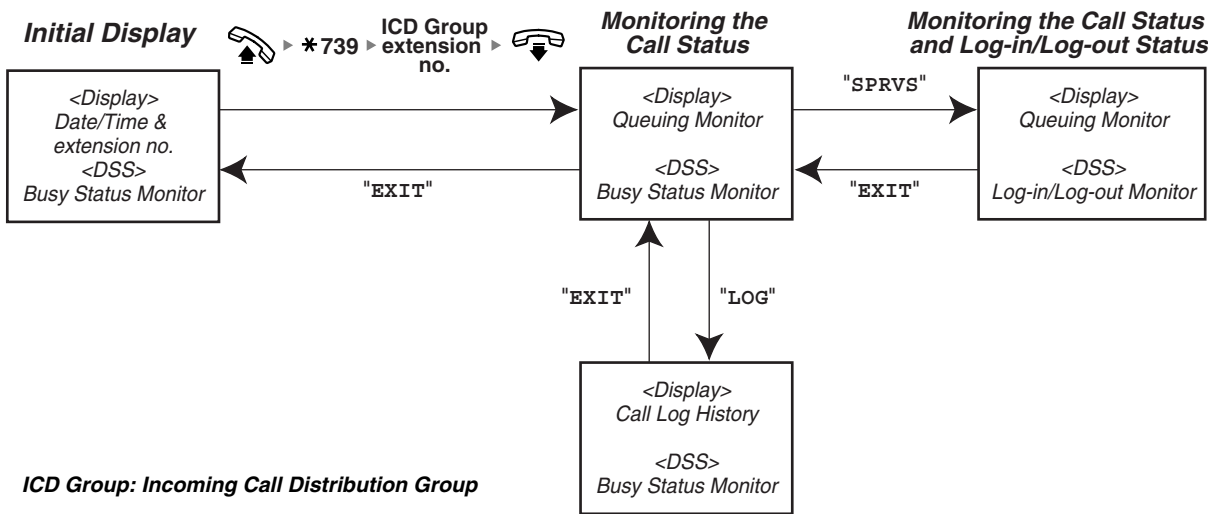 Initial Display
*739
ICD Group
extension
no.
Monitoring the
Call Status
Monitoring the Call Status
and Log-in/Log-out Status
<Display>
Date/Time &
extension no.
<DSS>
Busy Status Monitor
"EXIT"
<Display>
Queuing Monitor
<DSS>
Busy Status Monitor
"SPRVS"
"EXIT"
<Display>
Queuing Monitor
<DSS>
Log-in/Log-out Monitor
"EXIT"
"LOG"
<Display>
Call Log History
<DSS>
Busy Status Monitor
ICD Group: Incoming Call Distribution Group